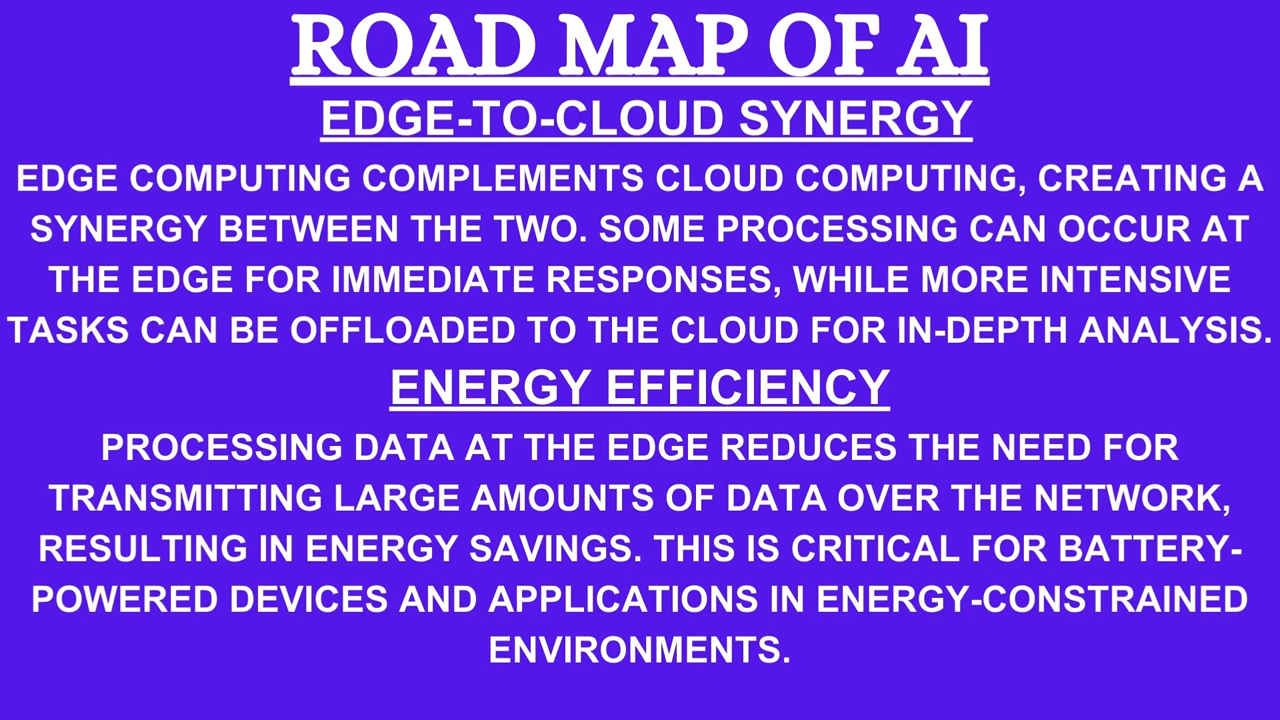 ROAD MAP OF AI
EDGE-TO-CLOUD SYNERGY
EDGE COMPUTING COMPLEMENTS CLOUD COMPUTING, CREATING A
SYNERGY BETWEEN THE TWO. SOME PROCESSING CAN OCCUR AT
THE EDGE FOR IMMEDIATE RESPONSES, WHILE MORE INTENSIVE
TASKS CAN BE OFFLOADED TO THE CLOUD FOR IN-DEPTH ANALYSIS.
ENERGY EFFICIENCY
PROCESSING DATA AT THE EDGE REDUCES THE NEED FOR
TRANSMITTING LARGE AMOUNTS OF DATA OVER THE NETWORK,
RESULTING IN ENERGY SAVINGS. THIS IS CRITICAL FOR BATTERY-
POWERED DEVICES AND APPLICATIONS IN ENERGY-CONSTRAINED
ENVIRONMENTS.